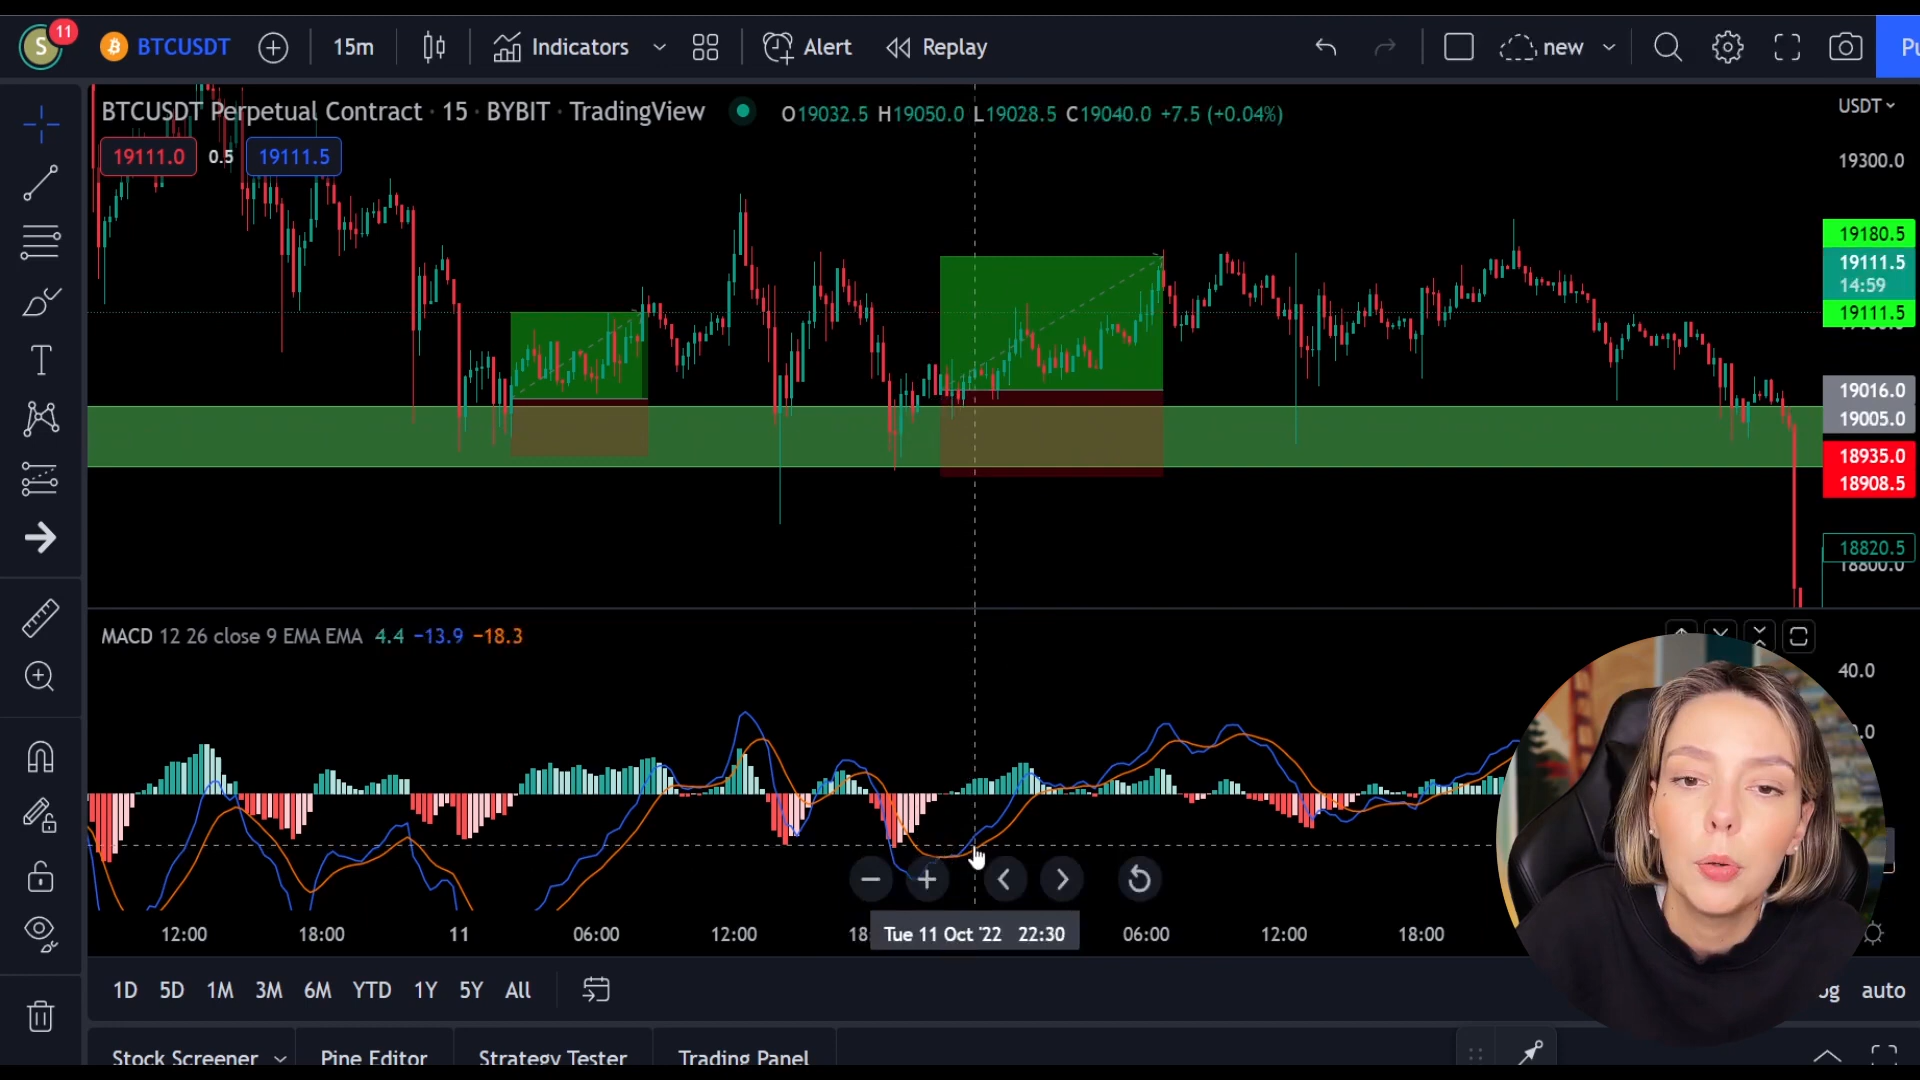 S 11 BTCUSDT 15m Indicators Alert Replay new Pu
BTCUSDT Perpetual Contract · 15 · BYBIT · TradingView O19032.5 H19050.0 L19028.5 C19040.0 +7.5 (+0.04%)
USDT
19111.0 0.5 19111.5
19300.0
19180.5
19111.5
14:59
19111.5
19016.0
19005.0
18935.0
18908.5
18820.5
18800.0
MACD 12 26 close 9 EMA EMA 4.4 −13.9 −18.3
40.0
12:00 18:00 11 06:00 12:00 18: Tue 11 Oct '22 22:30 06:00 12:00 18:00
1D 5D 1M 3M 6M YTD 1Y 5Y All
auto
Stock Screener Pine Editor Strategy Tester Trading Panel